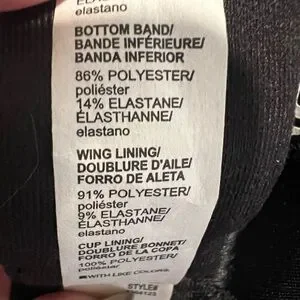 elastano
BOTTOM BAND/
BANDE INFÉRIEURE/
BANDA INFERIOR
86% POLYESTER/
poliéster
14% ELASTANE/
ÉLASTHANNE/
elastano
WING LINING/
DOUBLURE D'AILE/
FORRO DE ALETA
91% POLYESTER/
poliéster
9% ELASTANE/
ÉLASTHANNE/
elastano
CUP LINING/
DOUBLURE BONNET/
FORRO DE LA COPA
100% POLYESTER/
poliéster
WITH LIKE COLORS.
STYLE#